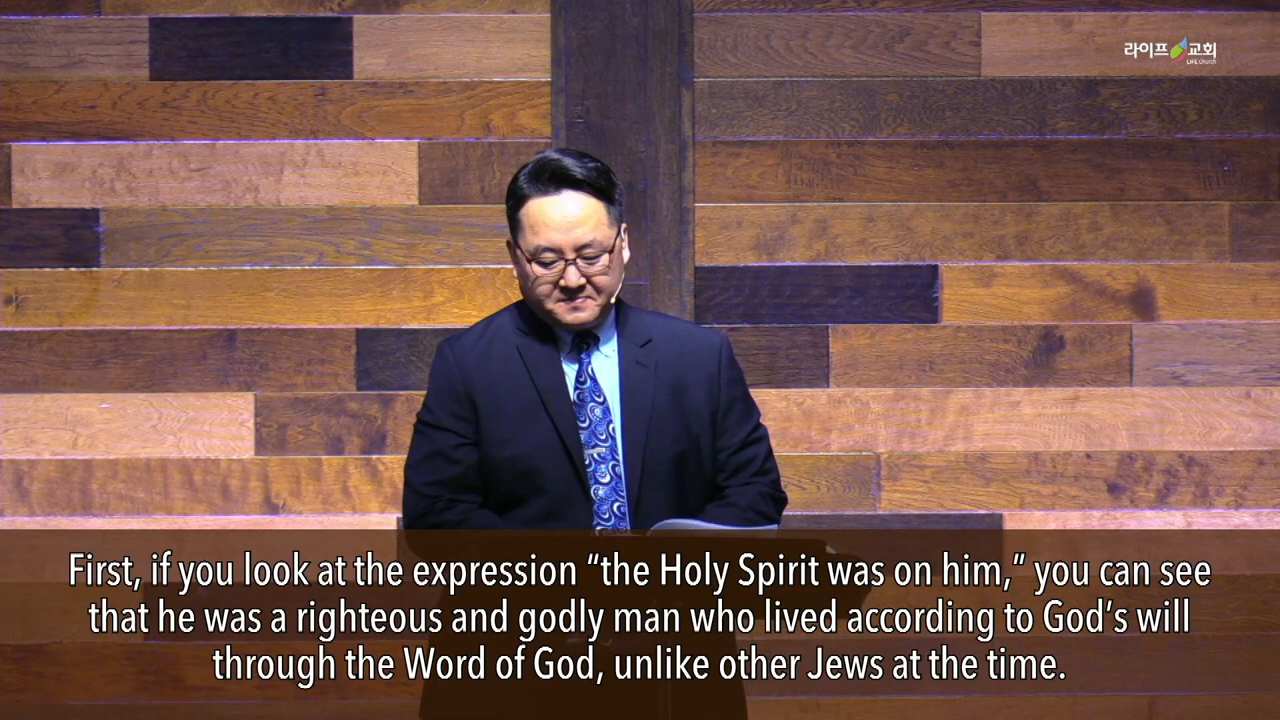 라이프교회
LIFE Church
First, if you look at the expression “the Holy Spirit was on him,” you can see
that he was a righteous and godly man who lived according to God’s will
through the Word of God, unlike other Jews at the time.